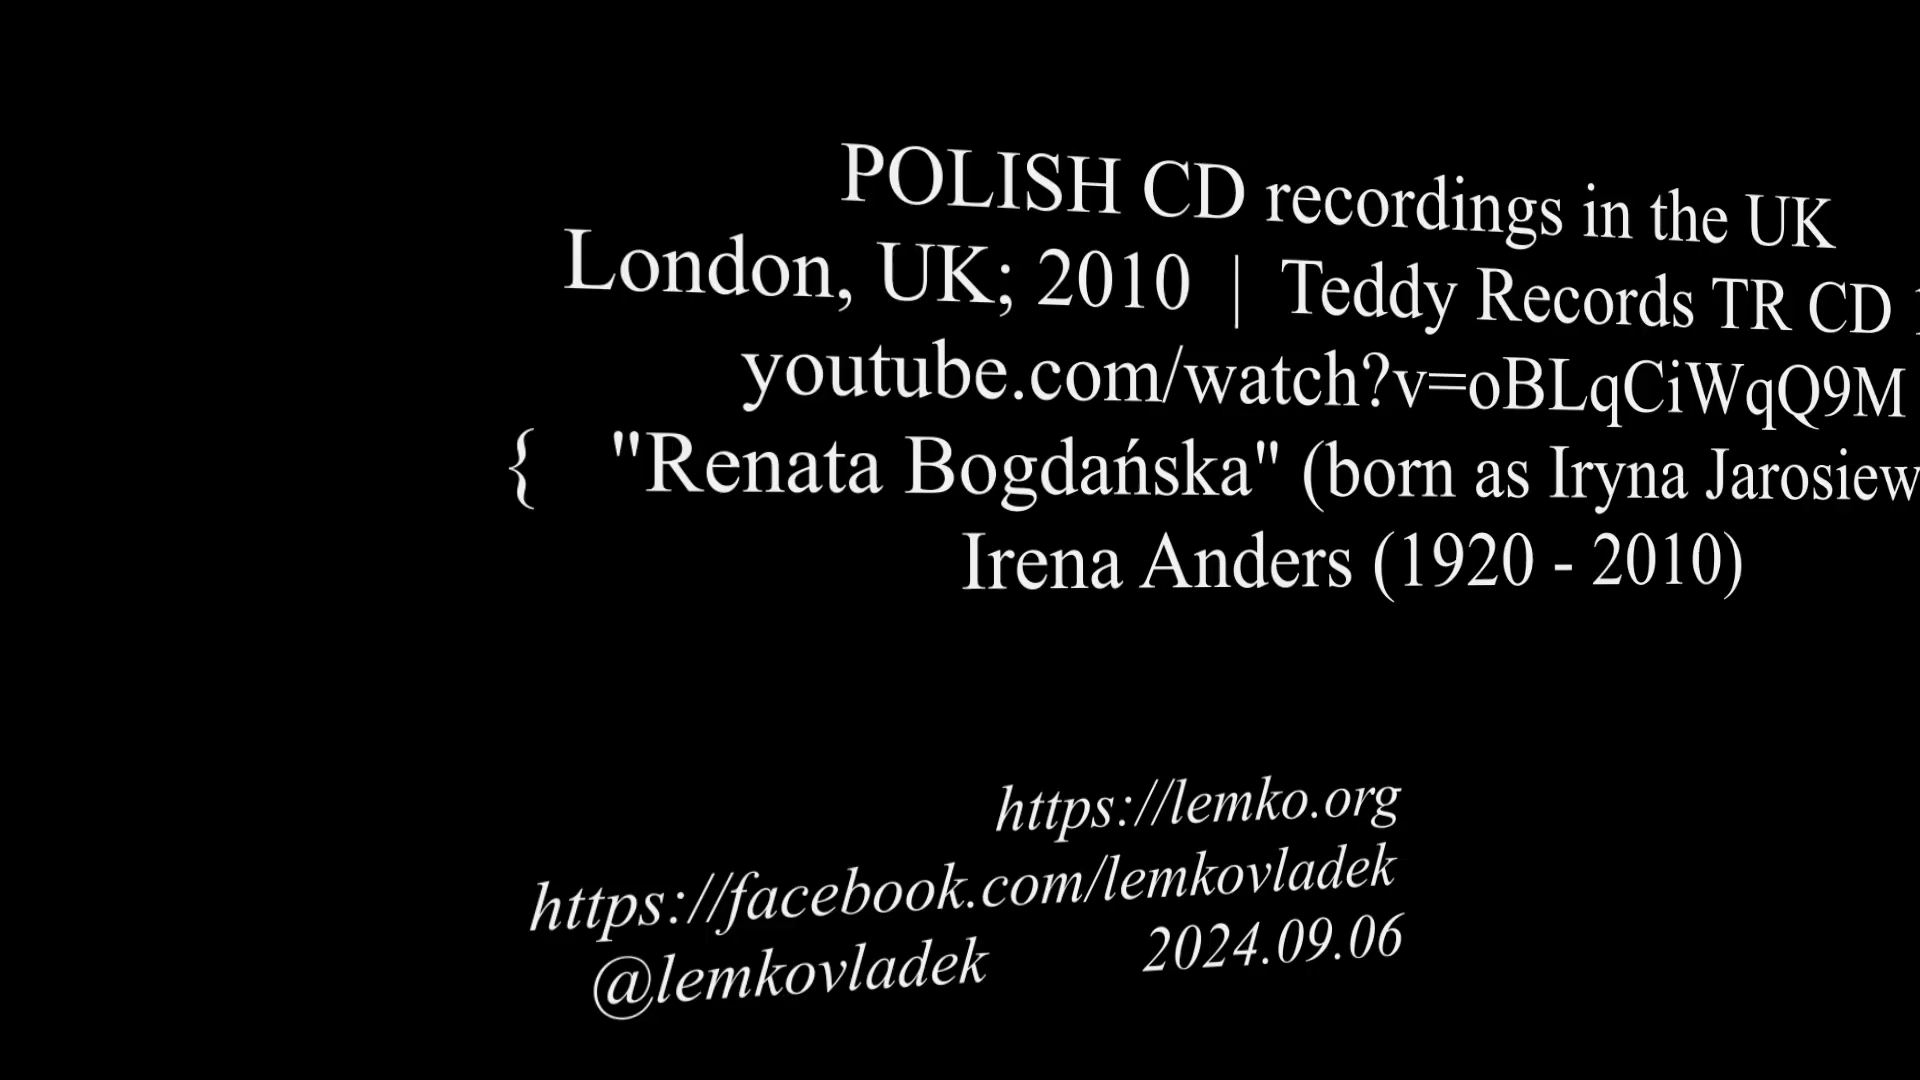 POLISH CD recordings in the UK
London, UK; 2010 | Teddy Records TR CD
youtube.com/watch?v=oBLqCiWqQ9M
{ "Renata Bogdańska" (born as Iryna Jarosiew
Irena Anders (1920 - 2010)
https://lemko.org
https://facebook.com/lemkovladek
@lemkovladek 2024.09.06